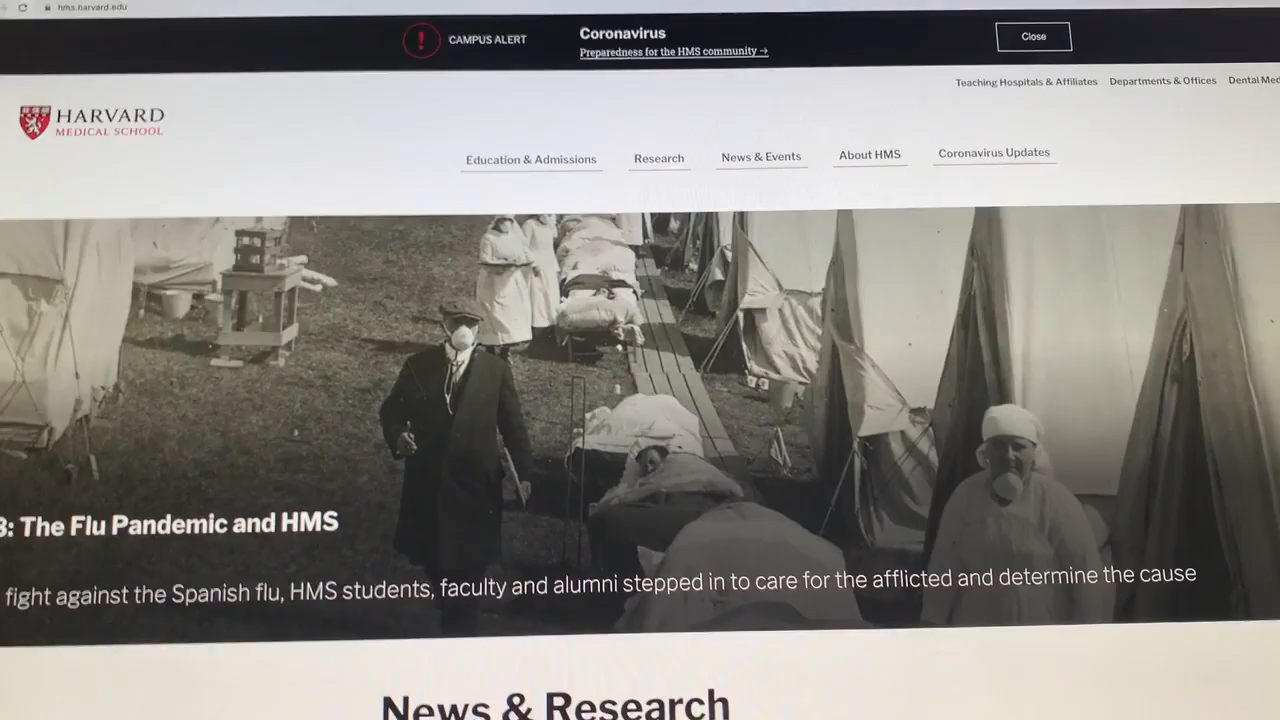 hms.harvard.edu
CAMPUS ALERT
Coronavirus
Preparedness for the HMS community →
Close
Teaching Hospitals & Affiliates Departments & Offices Dental Med
HARVARD
MEDICAL SCHOOL
Education & Admissions Research News & Events About HMS Coronavirus Updates
8: The Flu Pandemic and HMS
fight against the Spanish flu, HMS students, faculty and alumni stepped in to care for the afflicted and determine the cause
News & Research